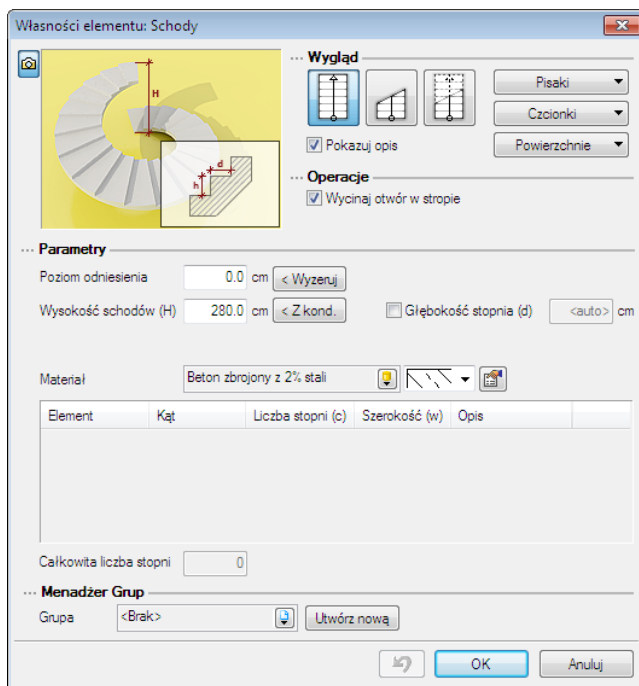 Własności elementu: Schody
H
d
h
Wygląd
Pisaki
Czcionki
Powierzchnie
Pokazuj opis
Operacje
Wycinaj otwór w stropie
Parametry
Poziom odniesienia 0.0 cm < Wyzeruj
Wysokość schodów (H) 280.0 cm < Z kond. Głębokość stopnia (d) <auto> cm
Materiał Beton zbrojony z 2% stali
Element Kąt Liczba stopni (c) Szerokość (w) Opis
Całkowita liczba stopni 0
Menadżer Grup
Grupa <Brak> Utwórz nową
OK Anuluj